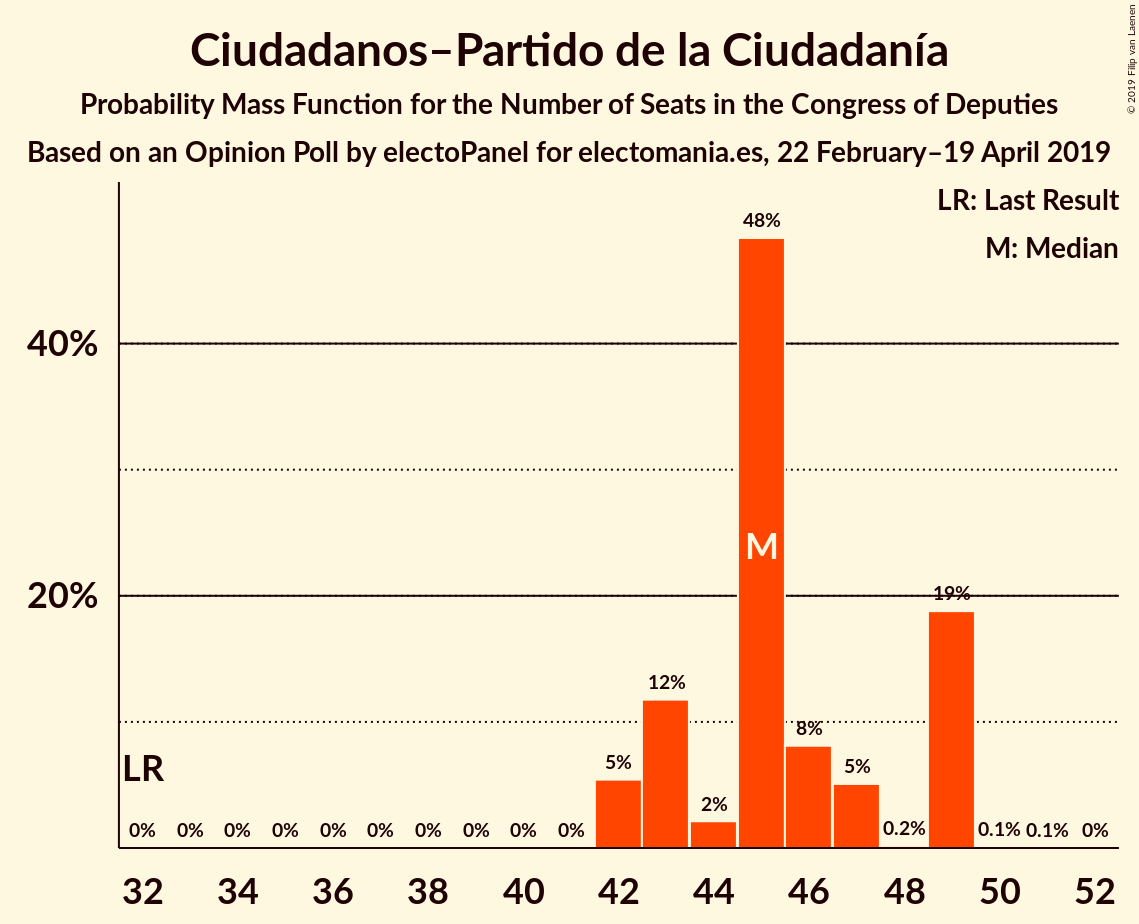 Ciudadanos–Partido de la Ciudadanía
Probability Mass Function for the Number of Seats in the Congress of Deputies
Based on an Opinion Poll by electoPanel for electomania.es, 22 February–19 April 2019
© 2019 Filip van Laenen
LR: Last Result
M: Median
48%
40%
M
20%
19%
12%
8%
LR
5%
5%
2%
0% 0% 0% 0% 0% 0% 0% 0% 0% 0% 0.2% 0.1% 0.1% 0%
32 34 36 38 40 42 44 46 48 50 52